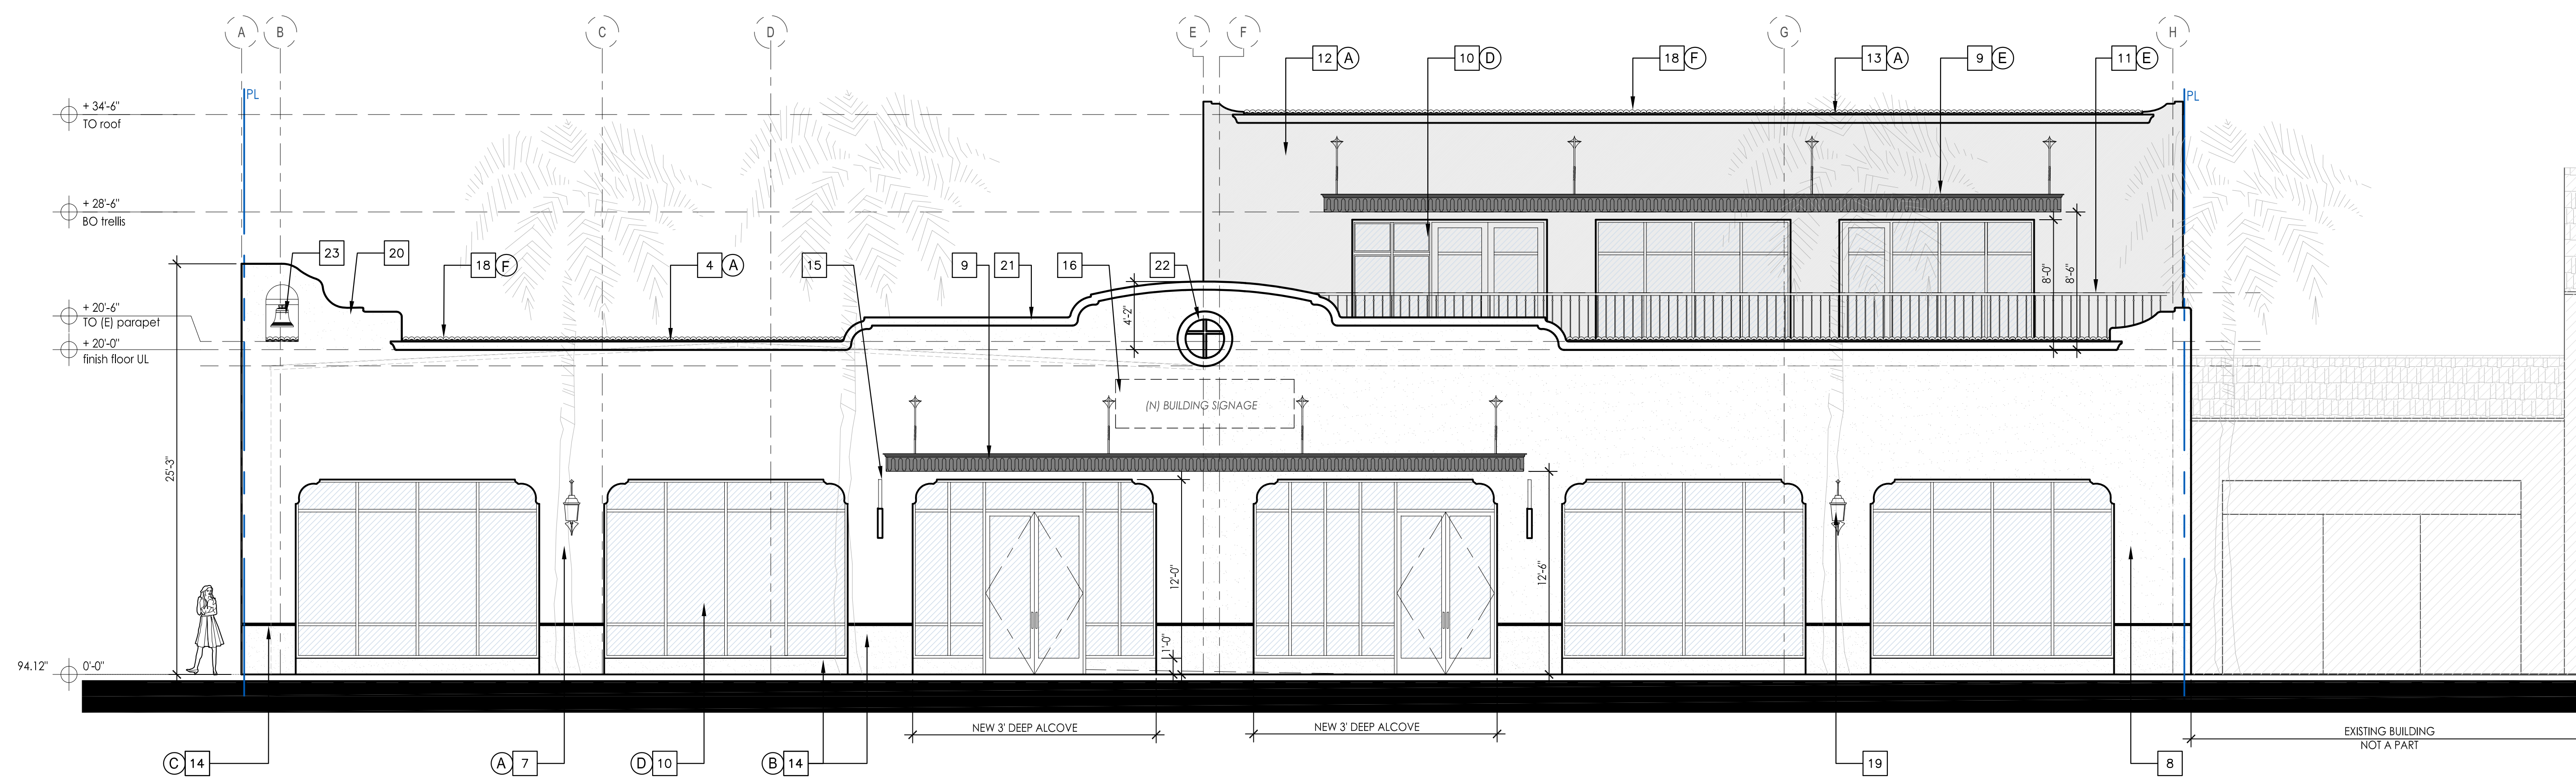 A B C D E F G H
12 A 10 D 18 F 13 A 9 E 11 E
PL
PL
+ 34'-6"
TO roof
+ 28'-6"
BO trellis
23 20 18 F 4 A 15 9 21 16 22
8'-0"
8'-6"
+ 20'-6"
TO (E) parapet
4'-2"
+ 20'-0"
finish floor UL
(N) BUILDING SIGNAGE
25'-3"
12'-0"
12'-6"
1'-0"
94.12" 0'-0"
NEW 3' DEEP ALCOVE
NEW 3' DEEP ALCOVE
EXISTING BUILDING
NOT A PART
C 14 A 7 D 10 B 14 19 8